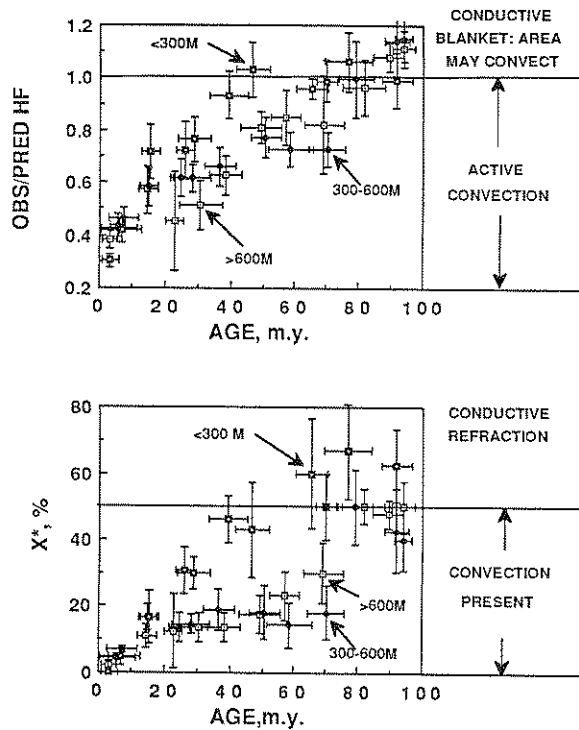 CONDUCTIVE
BLANKET: AREA
MAY CONVECT
<300M
1.0
0.8
0.6
0.4
0.2
OBS/PRED HF
300-600M
>600M
ACTIVE
CONVECTION
0 20 40 60 80 100
AGE, m.y.
80
60
40
20
0
X*, %
<300 M
CONDUCTIVE
REFRACTION
>600M
300-600M
CONVECTION
PRESENT
0 20 40 60 80 100
AGE,m.y.